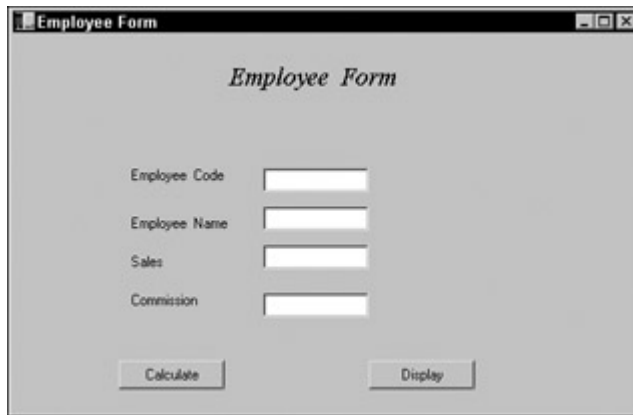 Employee Form
Employee Form
Employee Code
Employee Name
Sales
Commission
Calculate
Display